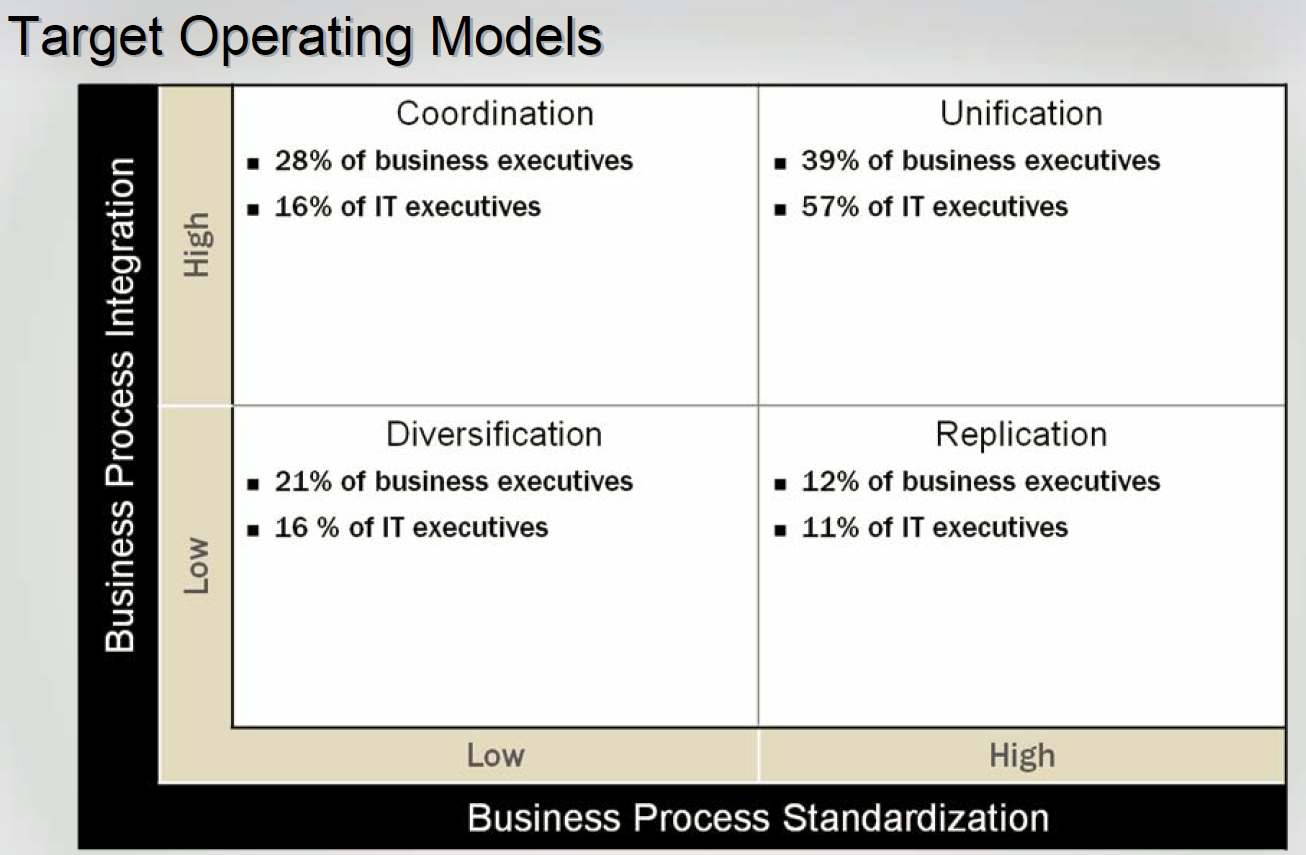 Target Operating Models
Business Process Integration
High
Coordination
▪ 28% of business executives
▪ 16% of IT executives
Unification
▪ 39% of business executives
▪ 57% of IT executives
Low
Diversification
▪ 21% of business executives
▪ 16 % of IT executives
Replication
▪ 12% of business executives
▪ 11% of IT executives
Low
High
Business Process Standardization